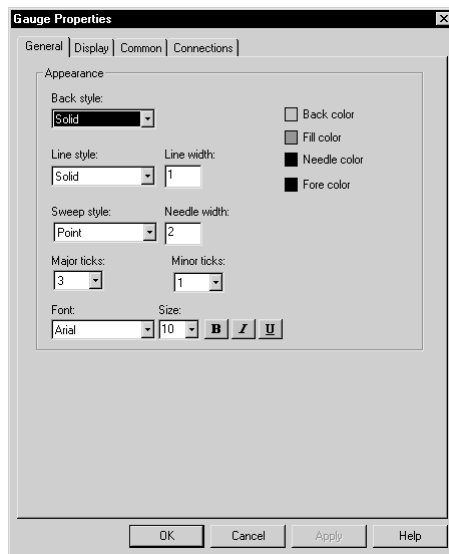 Gauge Properties
General Display Common Connections
Appearance
Back style:
Solid
Back color
Fill color
Needle color
Fore color
Line style:
Line width:
Solid
1
Sweep style:
Needle width:
Point
2
Major ticks:
Minor ticks:
3
1
Font:
Size:
Arial
10
B I U
OK Cancel Apply Help